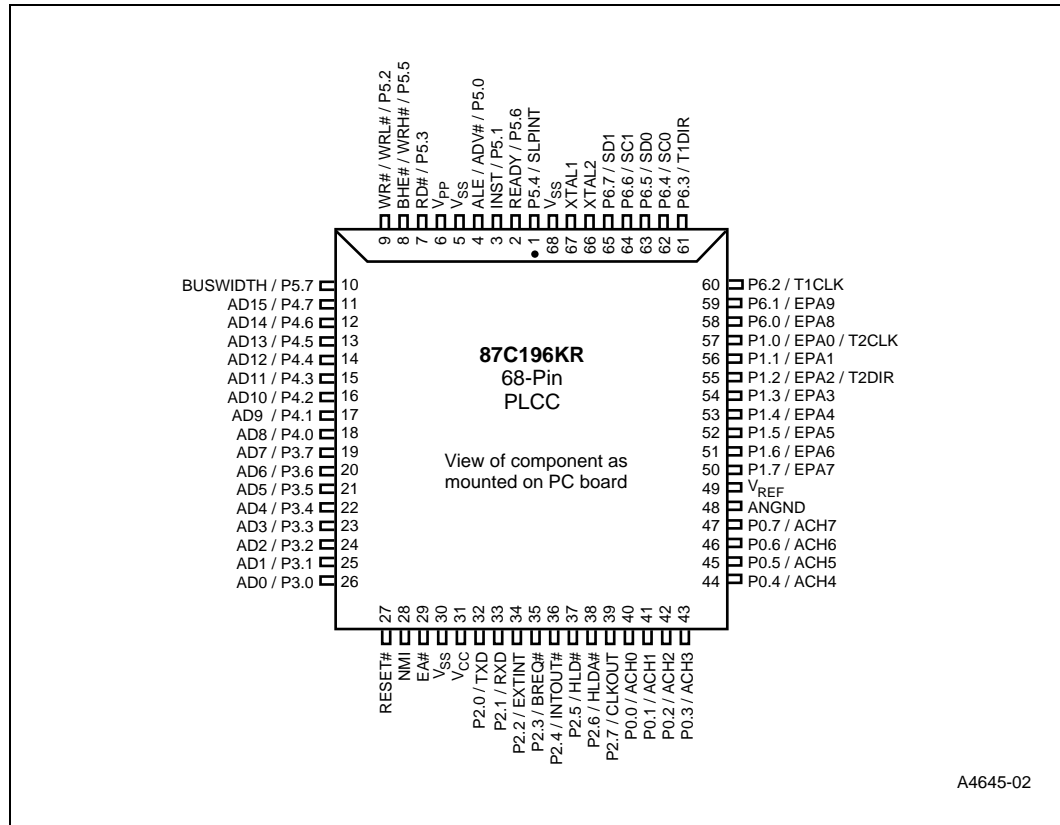 WR# / WRL# / P5.2
BHE# / WRH# / P5.5
RD# / P5.3
VPP
VSS
ALE / ADV# / P5.0
INST / P5.1
READY / P5.6
P5.4 / SLPINT
VSS
XTAL1
XTAL2
P6.7 / SD1
P6.6 / SC1
P6.5 / SD0
P6.4 / SC0
P6.3 / T1DIR
9
8
7
6
5
4
3
2
1
68
67
66
65
64
63
62
61
BUSWIDTH / P5.7 10
AD15 / P4.7 11
AD14 / P4.6 12
AD13 / P4.5 13
AD12 / P4.4 14
AD11 / P4.3 15
AD10 / P4.2 16
AD9 / P4.1 17
AD8 / P4.0 18
AD7 / P3.7 19
AD6 / P3.6 20
AD5 / P3.5 21
AD4 / P3.4 22
AD3 / P3.3 23
AD2 / P3.2 24
AD1 / P3.1 25
AD0 / P3.0 26
87C196KR
68-Pin
PLCC
View of component as
mounted on PC board
60 P6.2 / T1CLK
59 P6.1 / EPA9
58 P6.0 / EPA8
57 P1.0 / EPA0 / T2CLK
56 P1.1 / EPA1
55 P1.2 / EPA2 / T2DIR
54 P1.3 / EPA3
53 P1.4 / EPA4
52 P1.5 / EPA5
51 P1.6 / EPA6
50 P1.7 / EPA7
49 VREF
48 ANGND
47 P0.7 / ACH7
46 P0.6 / ACH6
45 P0.5 / ACH5
44 P0.4 / ACH4
27
28
29
30
31
32
33
34
35
36
37
38
39
40
41
42
43
RESET#
NMI
EA#
VSS
VCC
P2.0 / TXD
P2.1 / RXD
P2.2 / EXTINT
P2.3 / BREQ#
P2.4 / INTOUT#
P2.5 / HLD#
P2.6 / HLDA#
P2.7 / CLKOUT
P0.0 / ACH0
P0.1 / ACH1
P0.2 / ACH2
P0.3 / ACH3
A4645-02